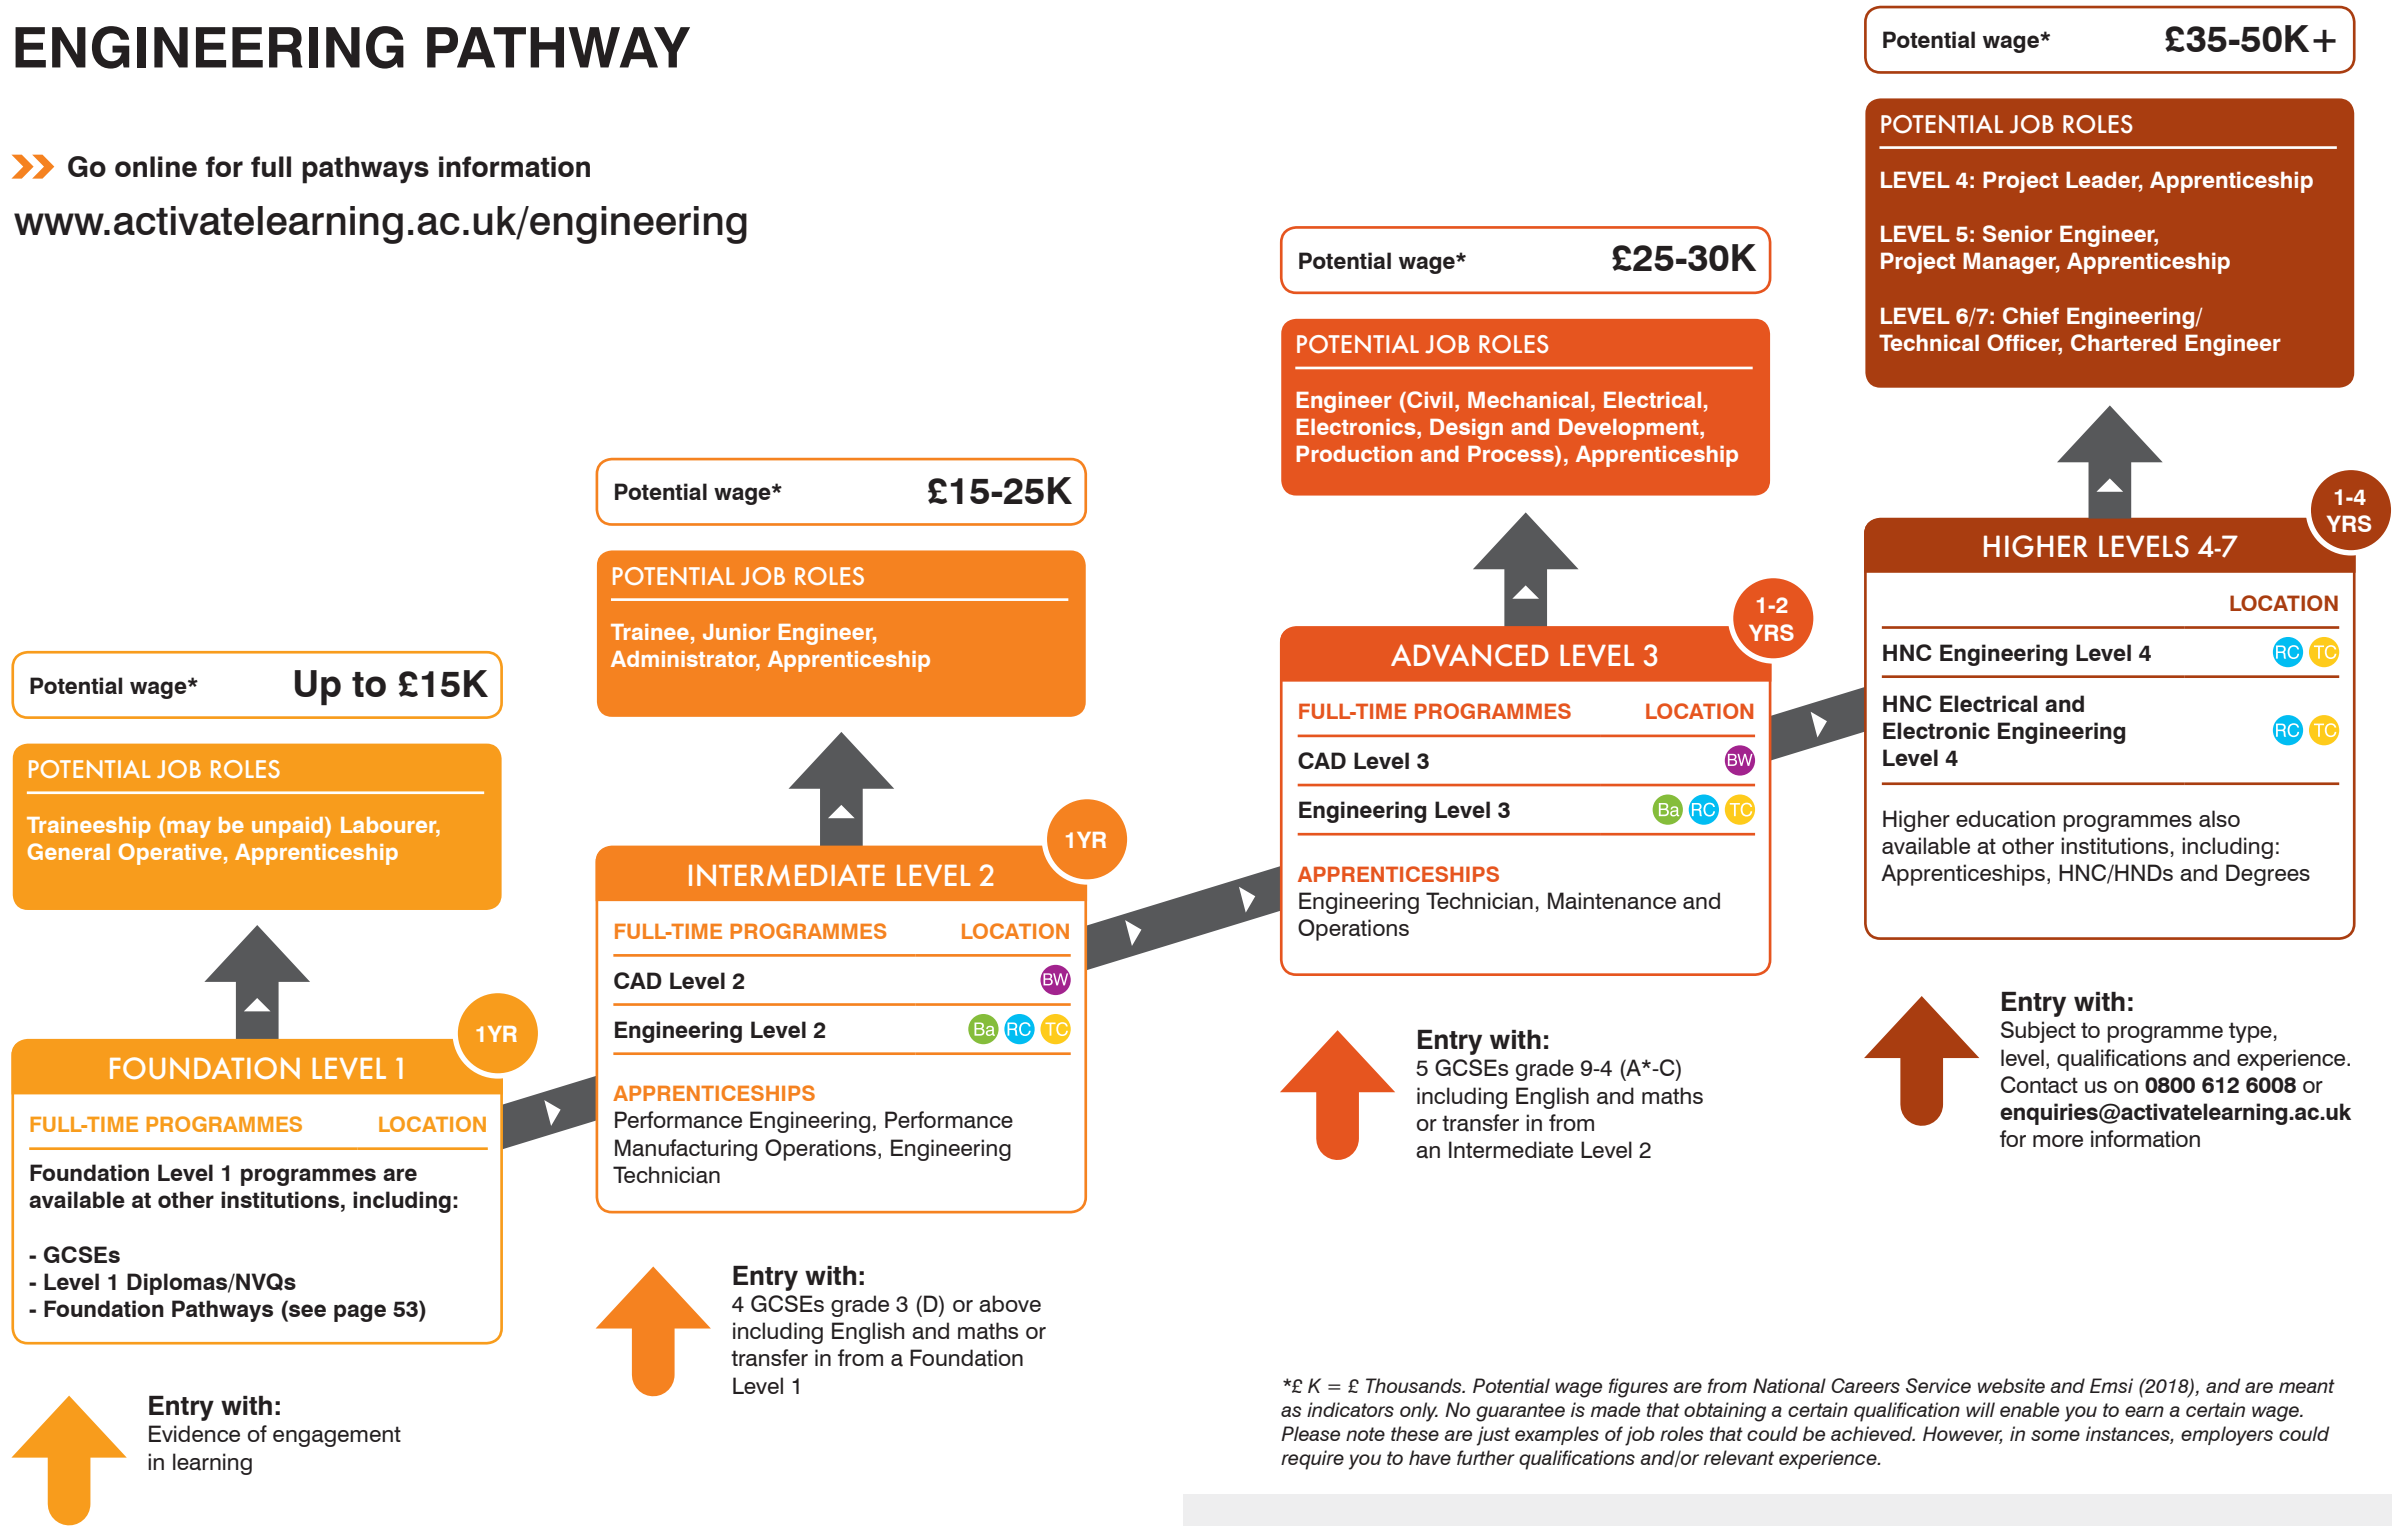 ENGINEERING PATHWAY
Go online for full pathways information
www.activatelearning.ac.uk/engineering
Potential wage* Up to £15K
POTENTIAL JOB ROLES
Traineeship (may be unpaid) Labourer,
General Operative, Apprenticeship
1YR
FOUNDATION LEVEL 1
FULL-TIME PROGRAMMES LOCATION
Foundation Level 1 programmes are
available at other institutions, including:
- GCSEs
- Level 1 Diplomas/NVQs
- Foundation Pathways (see page 53)
Entry with:
Evidence of engagement
in learning
Potential wage* £15-25K
POTENTIAL JOB ROLES
Trainee, Junior Engineer,
Administrator, Apprenticeship
1YR
INTERMEDIATE LEVEL 2
FULL-TIME PROGRAMMES LOCATION
CAD Level 2 BW
Engineering Level 2 Ba RC TC
APPRENTICESHIPS
Performance Engineering, Performance
Manufacturing Operations, Engineering
Technician
Entry with:
4 GCSEs grade 3 (D) or above
including English and maths or
transfer in from a Foundation
Level 1
Potential wage* £25-30K
POTENTIAL JOB ROLES
Engineer (Civil, Mechanical, Electrical,
Electronics, Design and Development,
Production and Process), Apprenticeship
1-2
YRS
ADVANCED LEVEL 3
FULL-TIME PROGRAMMES LOCATION
CAD Level 3 BW
Engineering Level 3 Ba RC TC
APPRENTICESHIPS
Engineering Technician, Maintenance and
Operations
Entry with:
5 GCSEs grade 9-4 (A*-C)
including English and maths
or transfer in from
an Intermediate Level 2
Potential wage* £35-50K+
POTENTIAL JOB ROLES
LEVEL 4: Project Leader, Apprenticeship
LEVEL 5: Senior Engineer,
Project Manager, Apprenticeship
LEVEL 6/7: Chief Engineering/
Technical Officer, Chartered Engineer
1-4
YRS
HIGHER LEVELS 4-7
LOCATION
HNC Engineering Level 4 RC TC
HNC Electrical and
Electronic Engineering RC TC
Level 4
Higher education programmes also
available at other institutions, including:
Apprenticeships, HNC/HNDs and Degrees
Entry with:
Subject to programme type,
level, qualifications and experience.
Contact us on 0800 612 6008 or
enquiries@activatelearning.ac.uk
for more information
*£ K = £ Thousands. Potential wage figures are from National Careers Service website and Emsi (2018), and are meant
as indicators only. No guarantee is made that obtaining a certain qualification will enable you to earn a certain wage.
Please note these are just examples of job roles that could be achieved. However, in some instances, employers could
require you to have further qualifications and/or relevant experience.